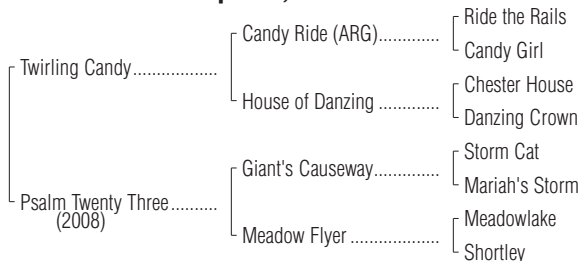 Ride the Rails
Candy Ride (ARG).............
Candy Girl
Twirling Candy.................
Chester House
House of Danzing ............
Danzing Crown
Storm Cat
Giant's Causeway.............
Mariah's Storm
Psalm Twenty Three.........
(2008)
Meadowlake
Meadow Flyer .................
Shortley